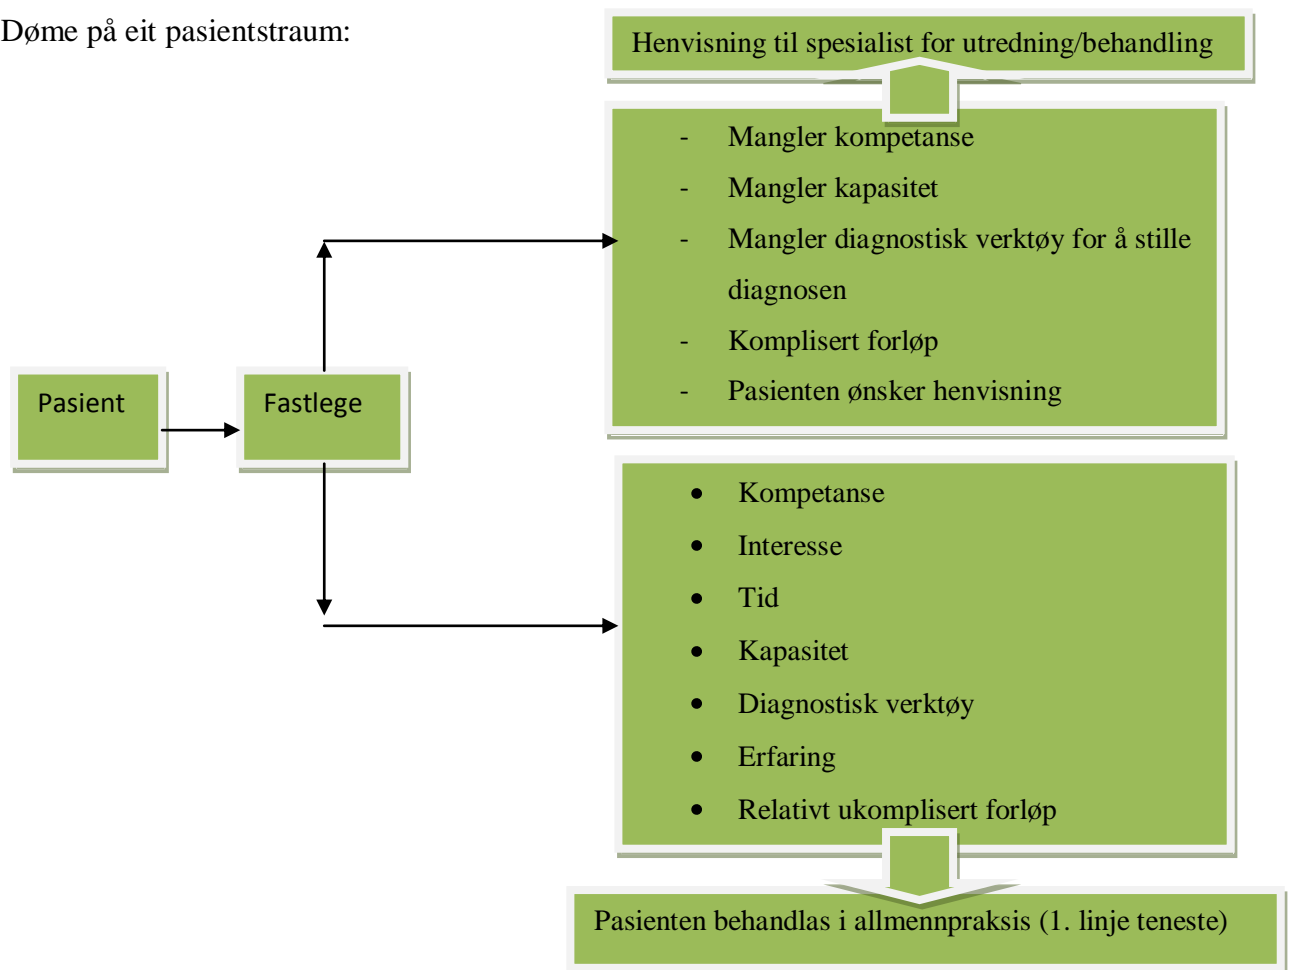 Døme på eit pasientstraum:
Henvisning til spesialist for utredning/behandling
- Mangler kompetanse
- Mangler kapasitet
- Mangler diagnostisk verktøy for å stille
diagnosen
- Komplisert forløp
- Pasienten ønsker henvisning
Pasient
Fastlege
• Kompetanse
• Interesse
• Tid
• Kapasitet
• Diagnostisk verktøy
• Erfaring
• Relativt ukomplisert forløp
Pasienten behandlas i allmennpraksis (1. linje teneste)